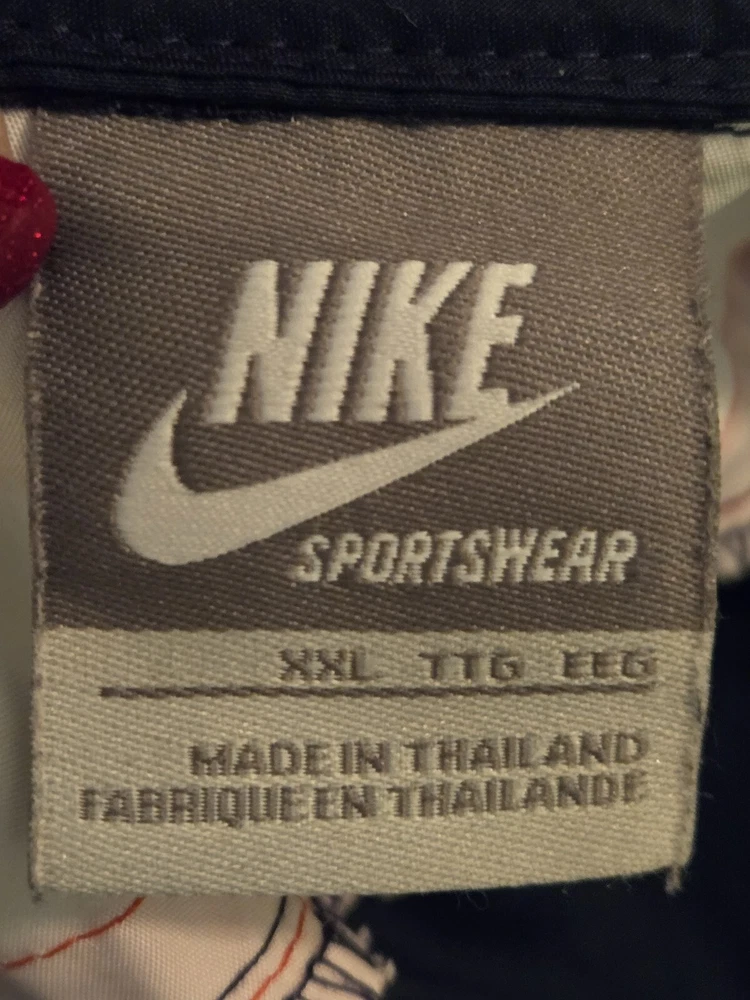 NIKE
SPORTSWEAR
XXL TTG EEG
MADE IN THAILAND
FABRIQUE EN THAILANDE